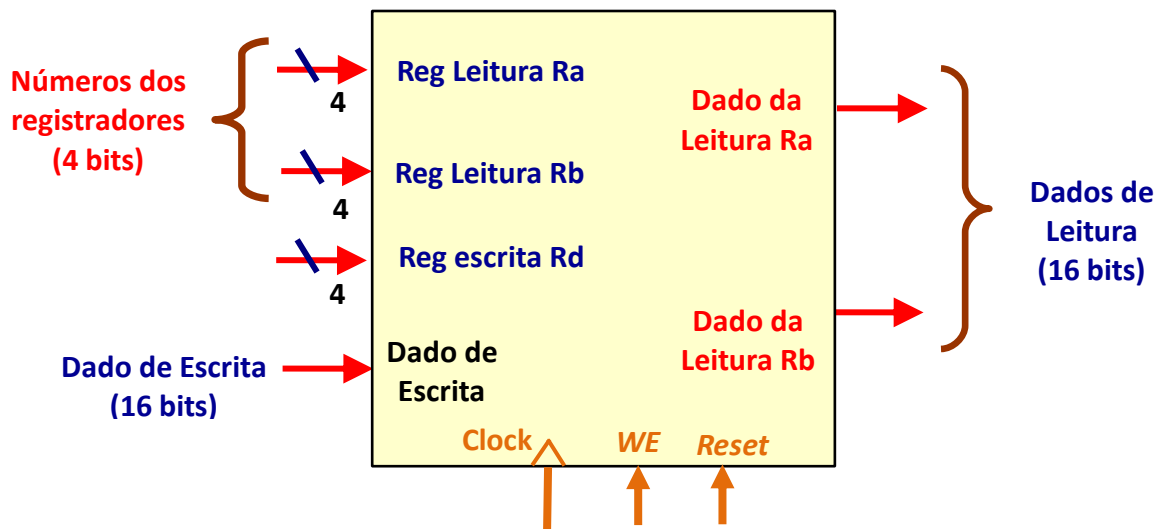 Números dos
registradores
(4 bits)
4
Reg Leitura Ra
4
Reg Leitura Rb
4
Reg escrita Rd
Dado de Escrita
(16 bits)
Dado de
Escrita
Clock
WE
Reset
Dado da
Leitura Ra
Dado da
Leitura Rb
Dados de
Leitura
(16 bits)